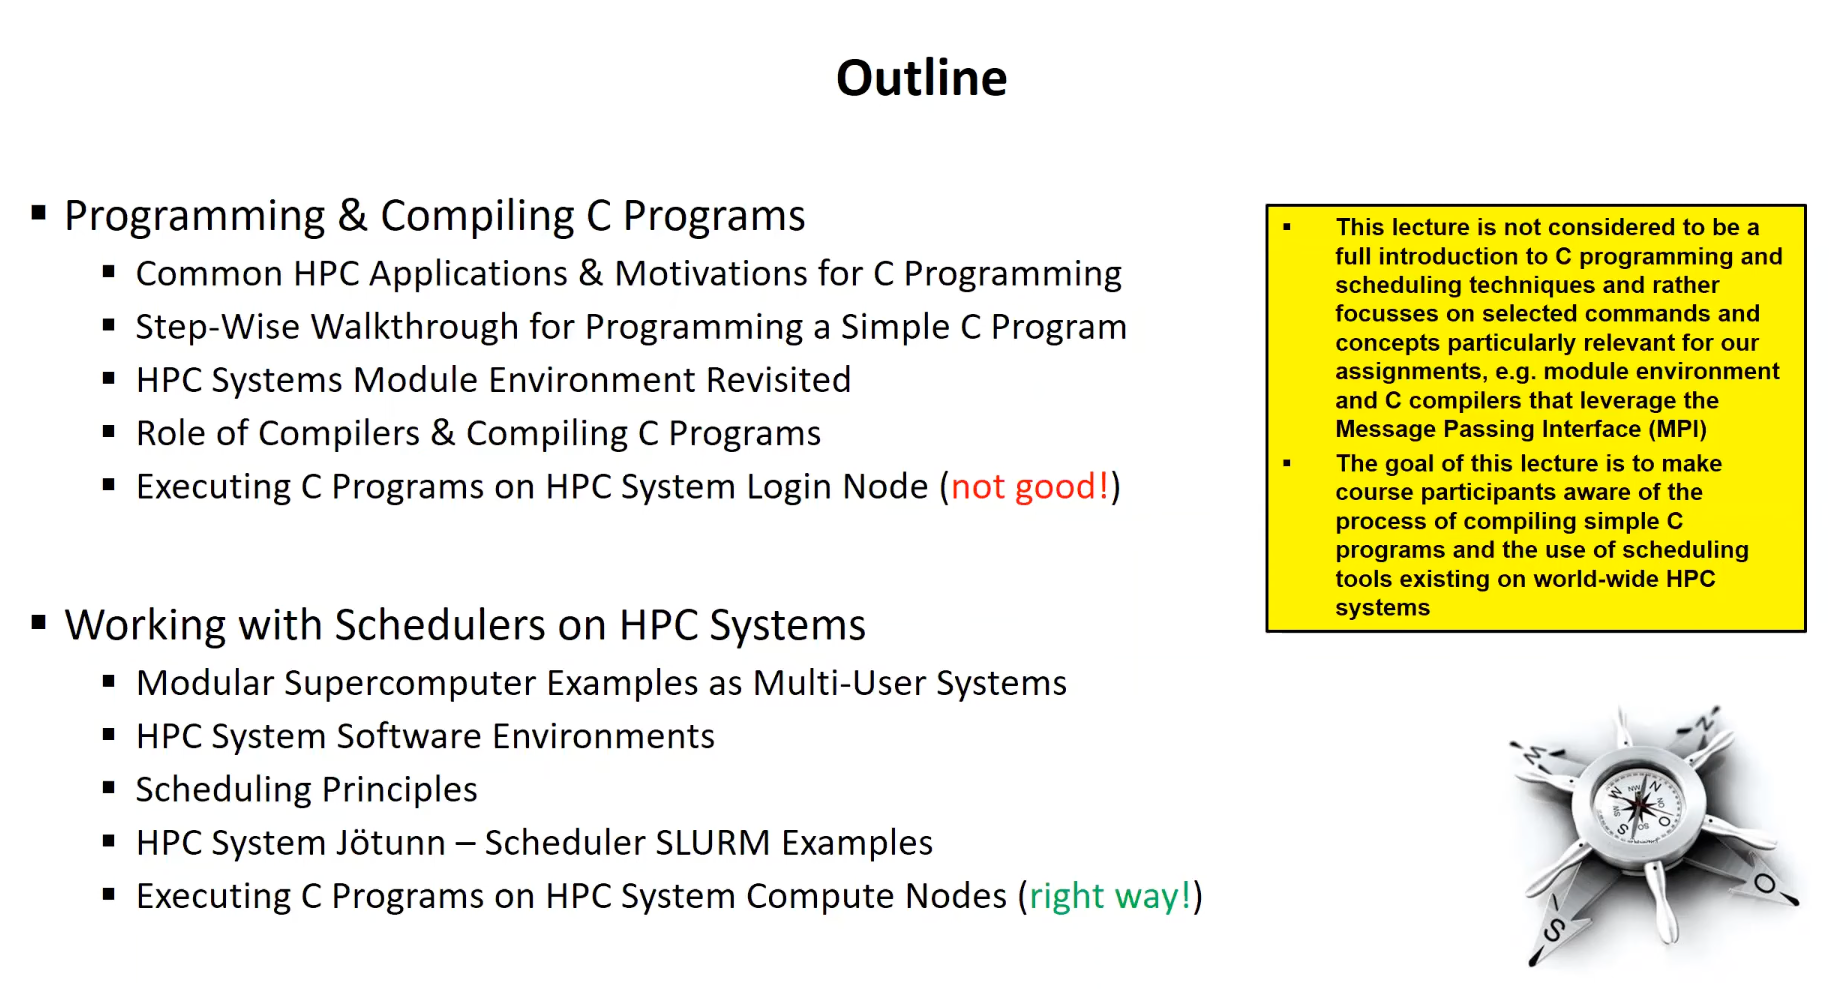 Outline
▪ Programming & Compiling C Programs
▪ Common HPC Applications & Motivations for C Programming
▪ Step-Wise Walkthrough for Programming a Simple C Program
▪ HPC Systems Module Environment Revisited
▪ Role of Compilers & Compiling C Programs
▪ Executing C Programs on HPC System Login Node (not good!)
▪ Working with Schedulers on HPC Systems
▪ Modular Supercomputer Examples as Multi-User Systems
▪ HPC System Software Environments
▪ Scheduling Principles
▪ HPC System Jötunn – Scheduler SLURM Examples
▪ Executing C Programs on HPC System Compute Nodes (right way!)
▪ This lecture is not considered to be a
full introduction to C programming and
scheduling techniques and rather
focusses on selected commands and
concepts particularly relevant for our
assignments, e.g. module environment
and C compilers that leverage the
Message Passing Interface (MPI)
▪ The goal of this lecture is to make
course participants aware of the
process of compiling simple C
programs and the use of scheduling
tools existing on world-wide HPC
systems
N
W
NW
N
W
NO
MS
O
S
SO
O
S